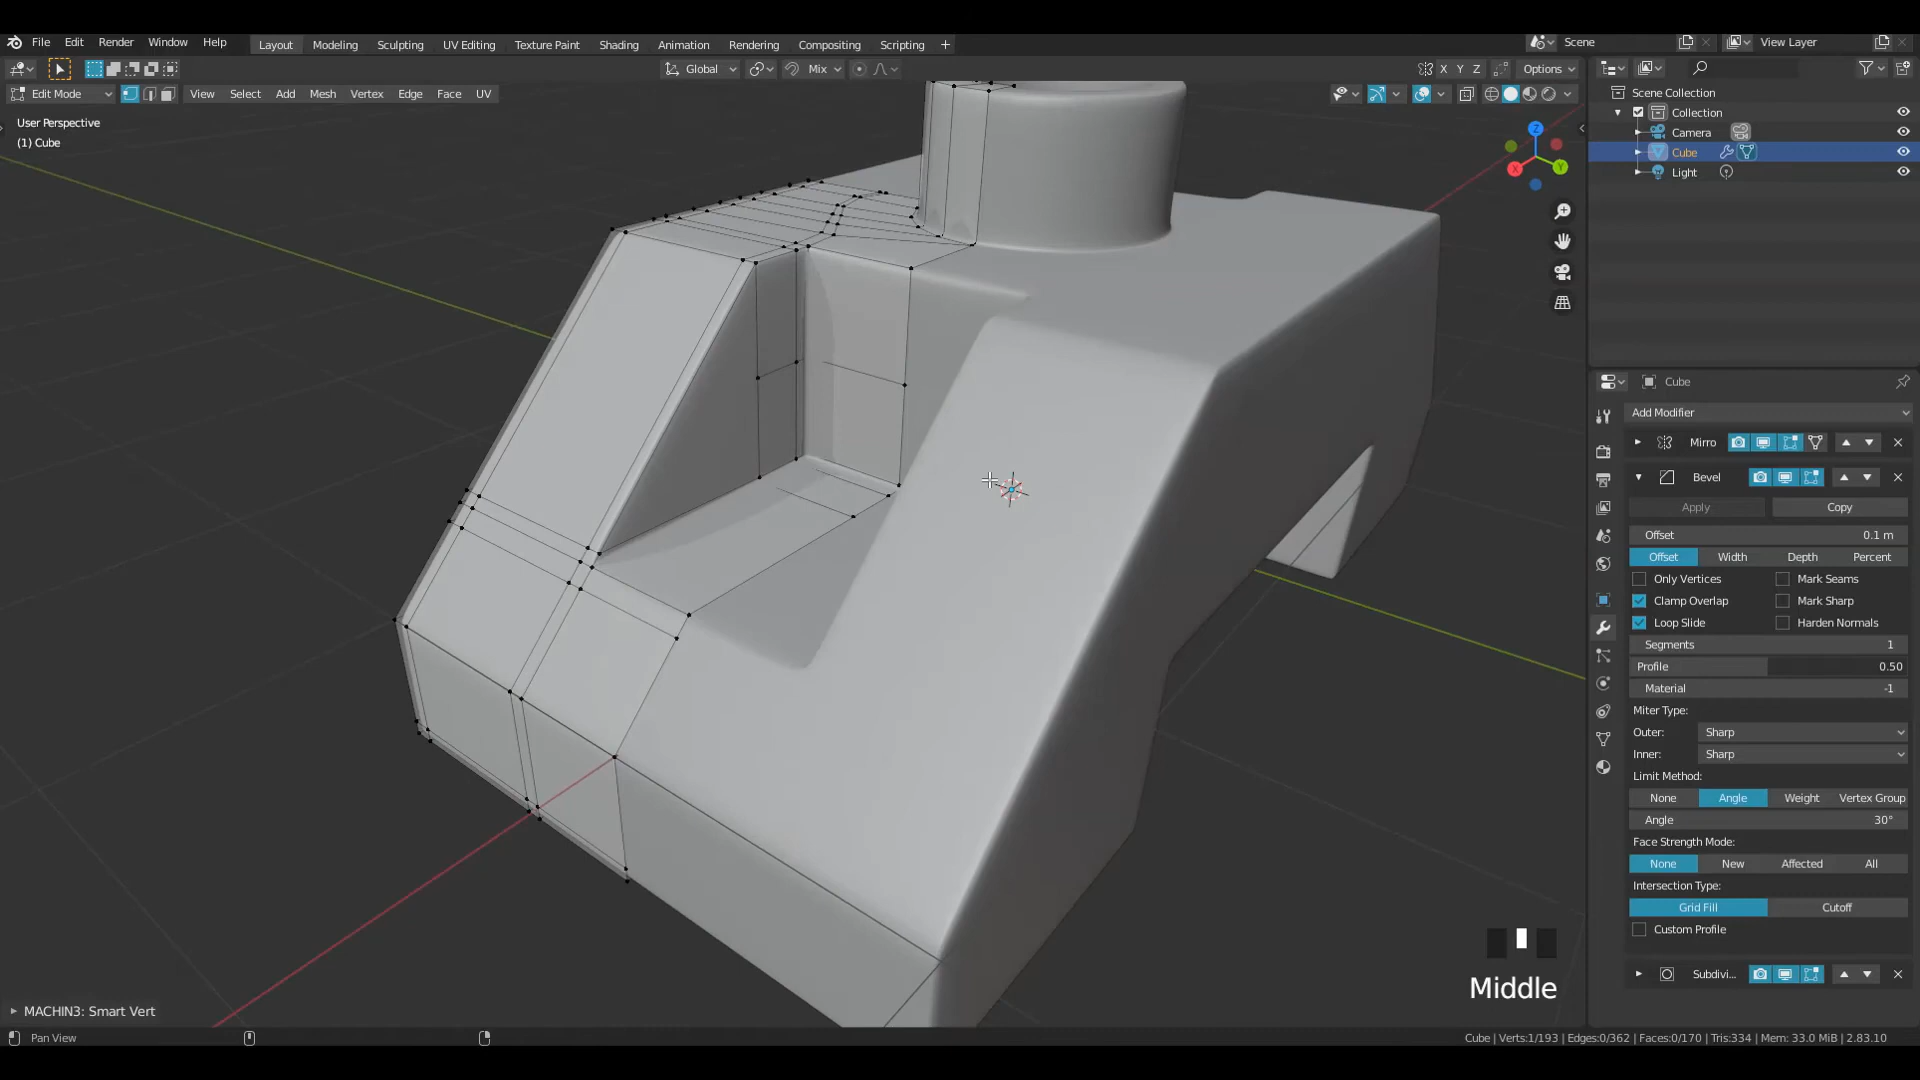 File Edit Render Window Help Layout Modeling Sculpting UV Editing Texture Paint Shading Animation Rendering Compositing Scripting + Scene View Layer
Global Mix X Y Z Options
Edit Mode View Select Add Mesh Vertex Edge Face UV
User Perspective
(1) Cube
Z
Y
X
Scene Collection
Collection
Camera
Cube
Light
Cube
Add Modifier
Mirro
Bevel
Apply Copy
Offset 0.1 m
Offset Width Depth Percent
Only Vertices Mark Seams
Clamp Overlap Mark Sharp
Loop Slide Harden Normals
Segments 1
Profile 0.50
Material -1
Miter Type:
Outer: Sharp
Inner: Sharp
Limit Method:
None Angle Weight Vertex Group
Angle 30°
Face Strength Mode:
None New Affected All
Intersection Type:
Grid Fill Cutoff
Custom Profile
Subdivi...
Middle
MACHIN3: Smart Vert
Pan View
Cube | Verts:1/193 | Edges:0/362 | Faces:0/170 | Tris:334 | Mem: 33.0 MiB | 2.83.10